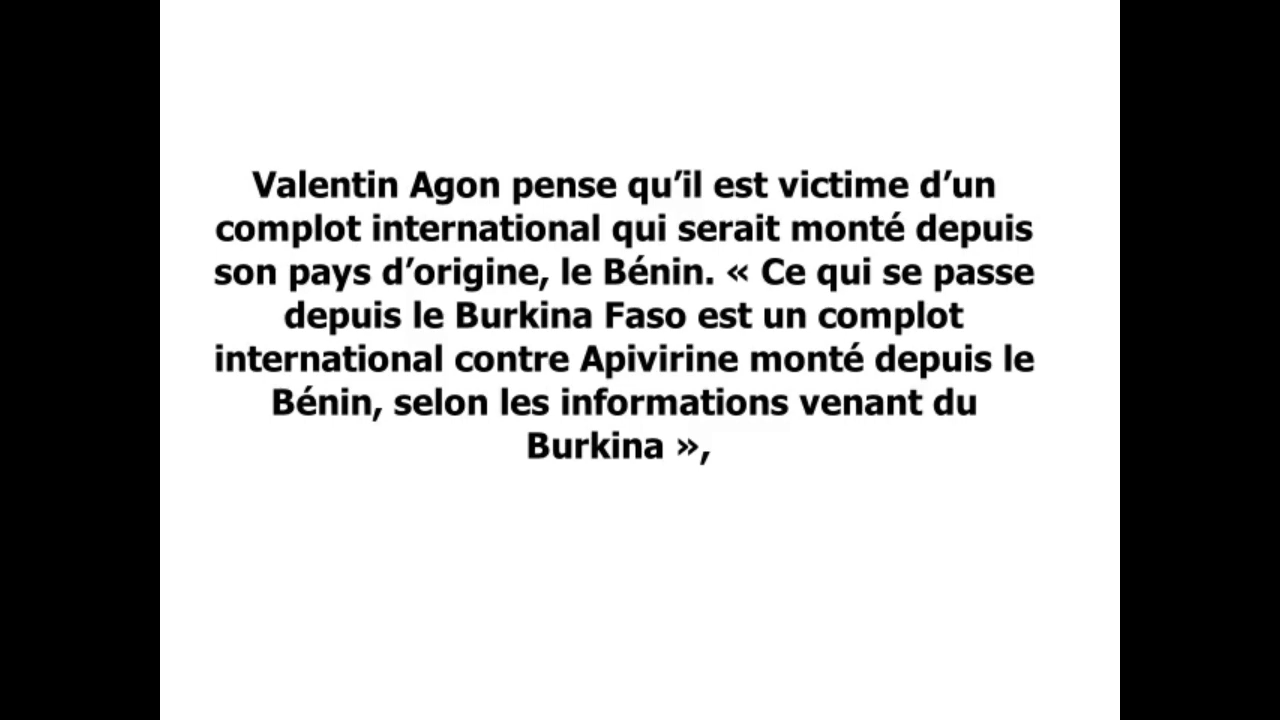 Valentin Agon pense qu’il est victime d’un
complot international qui serait monté depuis
son pays d’origine, le Bénin. « Ce qui se passe
depuis le Burkina Faso est un complot
international contre Apivirine monté depuis le
Bénin, selon les informations venant du
Burkina »,